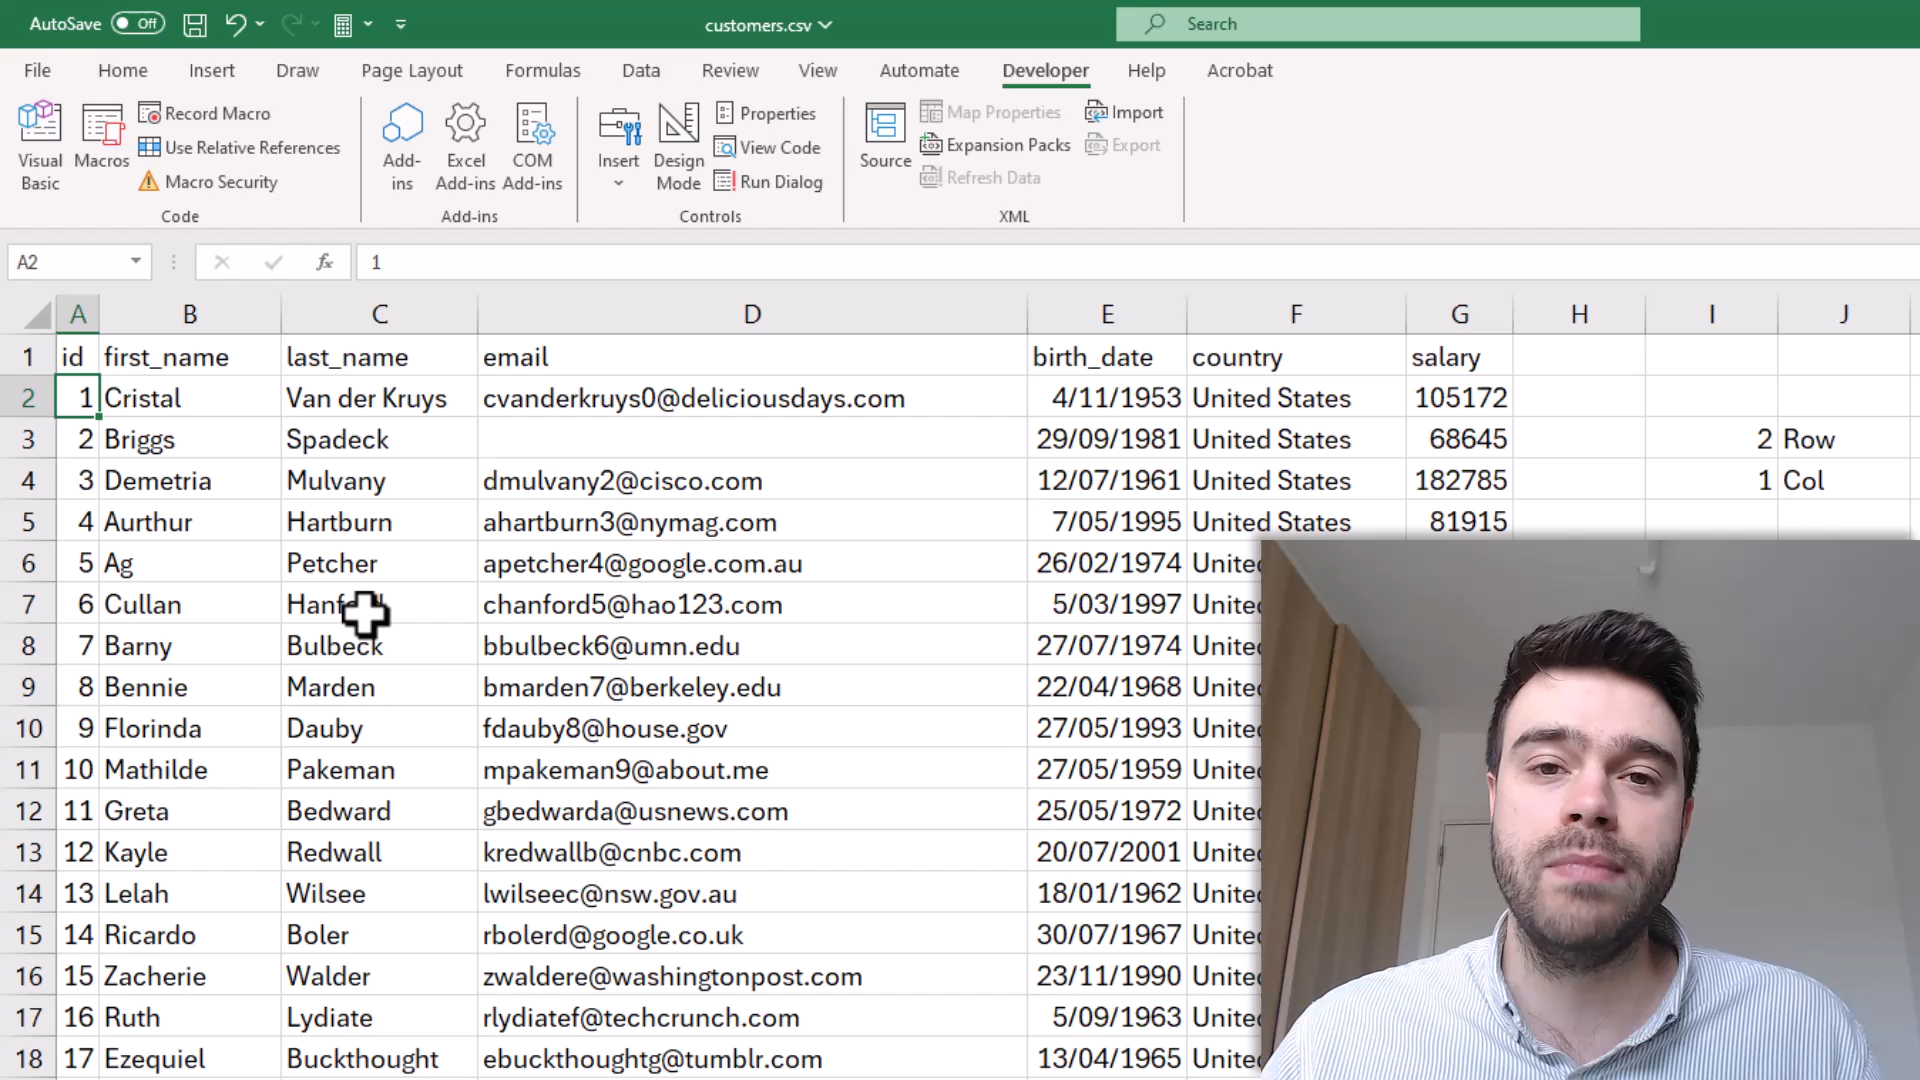 AutoSave Off customers.csv Search
File Home Insert Draw Page Layout Formulas Data Review View Automate Developer Help Acrobat
Visual Basic Macros Record Macro Use Relative References Macro Security
Add-ins Excel Add-ins COM Add-ins
Insert Design Mode Properties View Code Run Dialog
Source Map Properties Expansion Packs Refresh Data Import Export
Code Add-ins Controls XML
A2 fx 1
A B C D E F G H I J
1 id first_name last_name email birth_date country salary
2 1 Cristal Van der Kruys cvanderkruys0@deliciousdays.com 4/11/1953 United States 105172
3 2 Briggs Spadeck 29/09/1981 United States 68645 2 Row
4 3 Demetria Mulvany dmulvany2@cisco.com 12/07/1961 United States 182785 1 Col
5 4 Aurthur Hartburn ahartburn3@nymag.com 7/05/1995 United States 81915
6 5 Ag Petcher apetcher4@google.com.au 26/02/1974
7 6 Cullan chanford5@hao123.com 5/03/1997
8 7 Barny Bulbeck bbulbeck6@umn.edu 27/07/1974
9 8 Bennie Marden bmarden7@berkeley.edu 22/04/1968
10 9 Florinda Dauby fdauby8@house.gov 27/05/1993
11 10 Mathilde Pakeman mpakeman9@about.me 27/05/1959
12 11 Greta Bedward gbedwarda@usnews.com 25/05/1972
13 12 Kayle Redwall kredwallb@cnbc.com 20/07/2001
14 13 Lelah Wilsee lwilseec@nsw.gov.au 18/01/1962
15 14 Ricardo Boler rbolerd@google.co.uk 30/07/1967
16 15 Zacherie Walder zwaldere@washingtonpost.com 23/11/1990
17 16 Ruth Lydiate rlydiatef@techcrunch.com 5/09/1963
18 17 Ezequiel Buckthought ebuckthoughtg@tumblr.com 13/04/1965